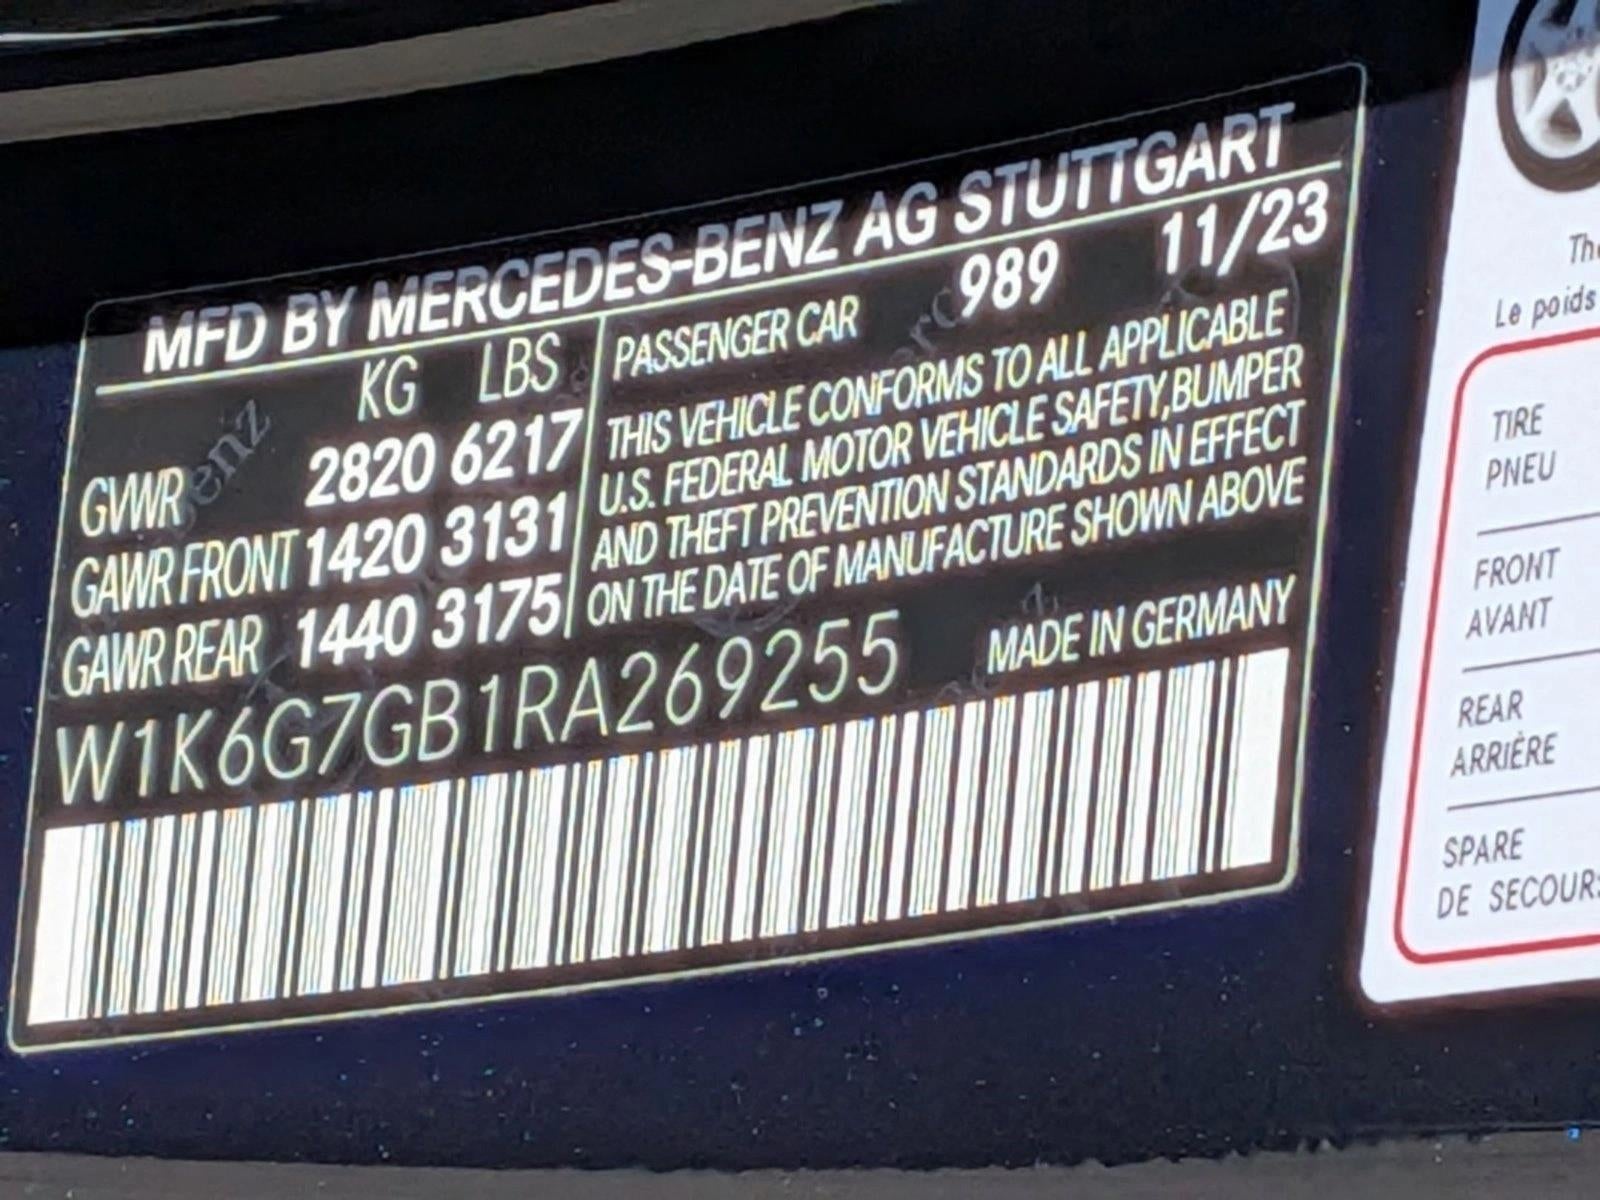 MFD BY MERCEDES-BENZ AG STUTTGART
KG LBS
GVWR 2820 6217
GAWR FRONT 1420 3131
GAWR REAR 1440 3175
PASSENGER CAR 989 11/23
THIS VEHICLE CONFORMS TO ALL APPLICABLE
U.S. FEDERAL MOTOR VEHICLE SAFETY,BUMPER
AND THEFT PREVENTION STANDARDS IN EFFECT
ON THE DATE OF MANUFACTURE SHOWN ABOVE
W1K6G7GB1RA269255
MADE IN GERMANY
Le poids
TIRE
PNEU
FRONT
AVANT
REAR
ARRIÈRE
SPARE
DE SECOURS